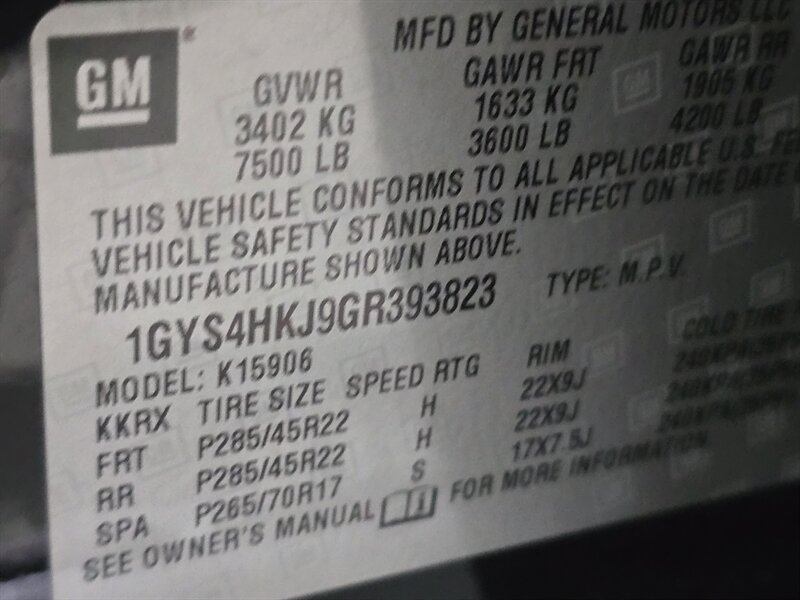 GM
MFD BY GENERAL MOTORS LLC
GVWR GAWR FRT GAWR RR
3402 KG 1633 KG 1905 KG
7500 LB 3600 LB 4200 LB
THIS VEHICLE CONFORMS TO ALL APPLICABLE U.S.
VEHICLE SAFETY STANDARDS IN EFFECT ON THE DATE
MANUFACTURE SHOWN ABOVE.
1GYS4HKJ9GR393823 TYPE: M.P.V.
MODEL: K15906
KKRX TIRE SIZE SPEED RTG RIM COLD TIRE
FRT P285/45R22 H 22X9J
RR P285/45R22 H 22X9J
SPA P265/70R17 S 17X7.5J
SEE OWNER'S MANUAL FOR MORE INFORMATION